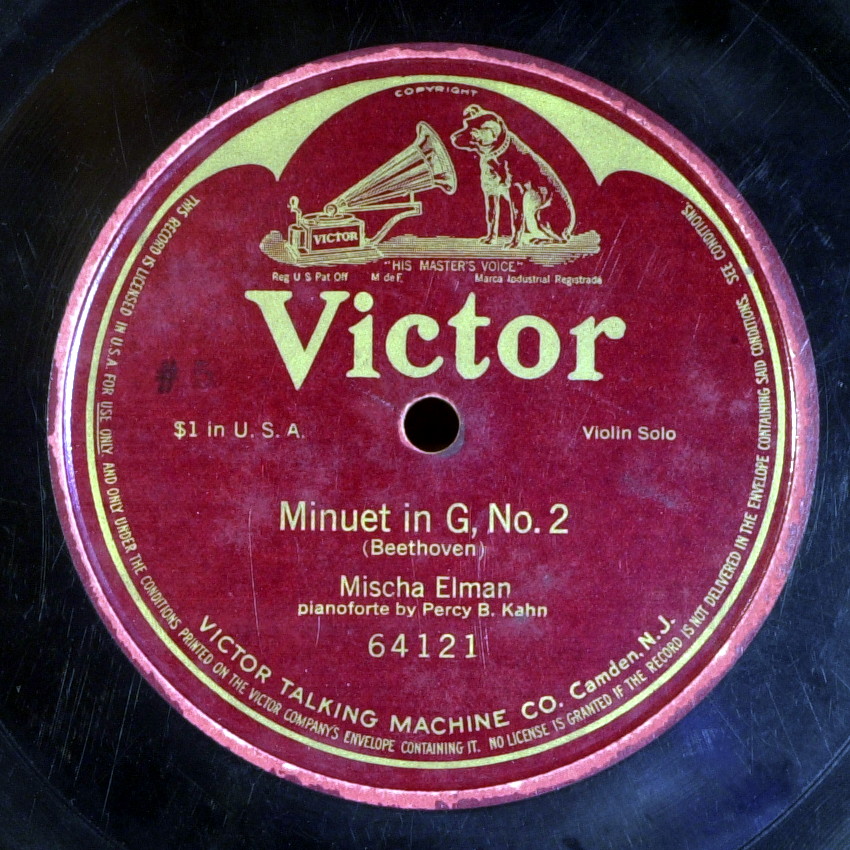 COPYRIGHT
VICTOR
"HIS MASTER'S VOICE"
Reg U S Pat Off M de F. Marca Industrial Registrada
Victor
# 5
$1 in U. S. A.
Violin Solo
Minuet in G, No. 2
(Beethoven)
Mischa Elman
pianoforte by Percy B. Kahn
64121
VICTOR TALKING MACHINE CO. Camden, N.J.
THIS RECORD IS LICENSED IN U.S.A. FOR USE ONLY, AND ONLY UNDER THE CONDITIONS PRINTED ON THE VICTOR COMPANY'S ENVELOPE CONTAINING IT. NO LICENSE IS GRANTED IF THE RECORD IS NOT DELIVERED IN THE ENVELOPE CONTAINING SAID CONDITIONS. SEE CONDITIONS.